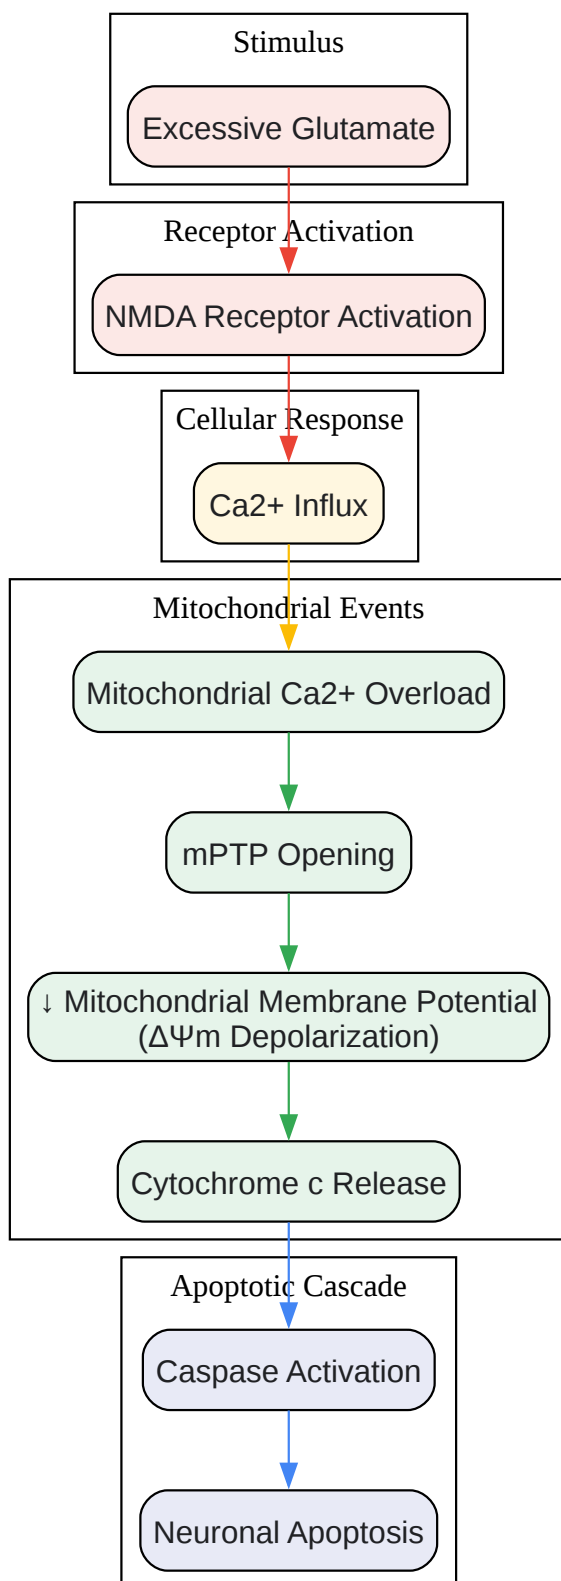 Stimulus
Excessive Glutamate
Receptor Activation
NMDA Receptor Activation
Cellular Response
Ca2+ Influx
Mitochondrial Events
Mitochondrial Ca2+ Overload
mPTP Opening
↓ Mitochondrial Membrane Potential
(ΔΨm Depolarization)
Cytochrome c Release
Apoptotic Cascade
Caspase Activation
Neuronal Apoptosis